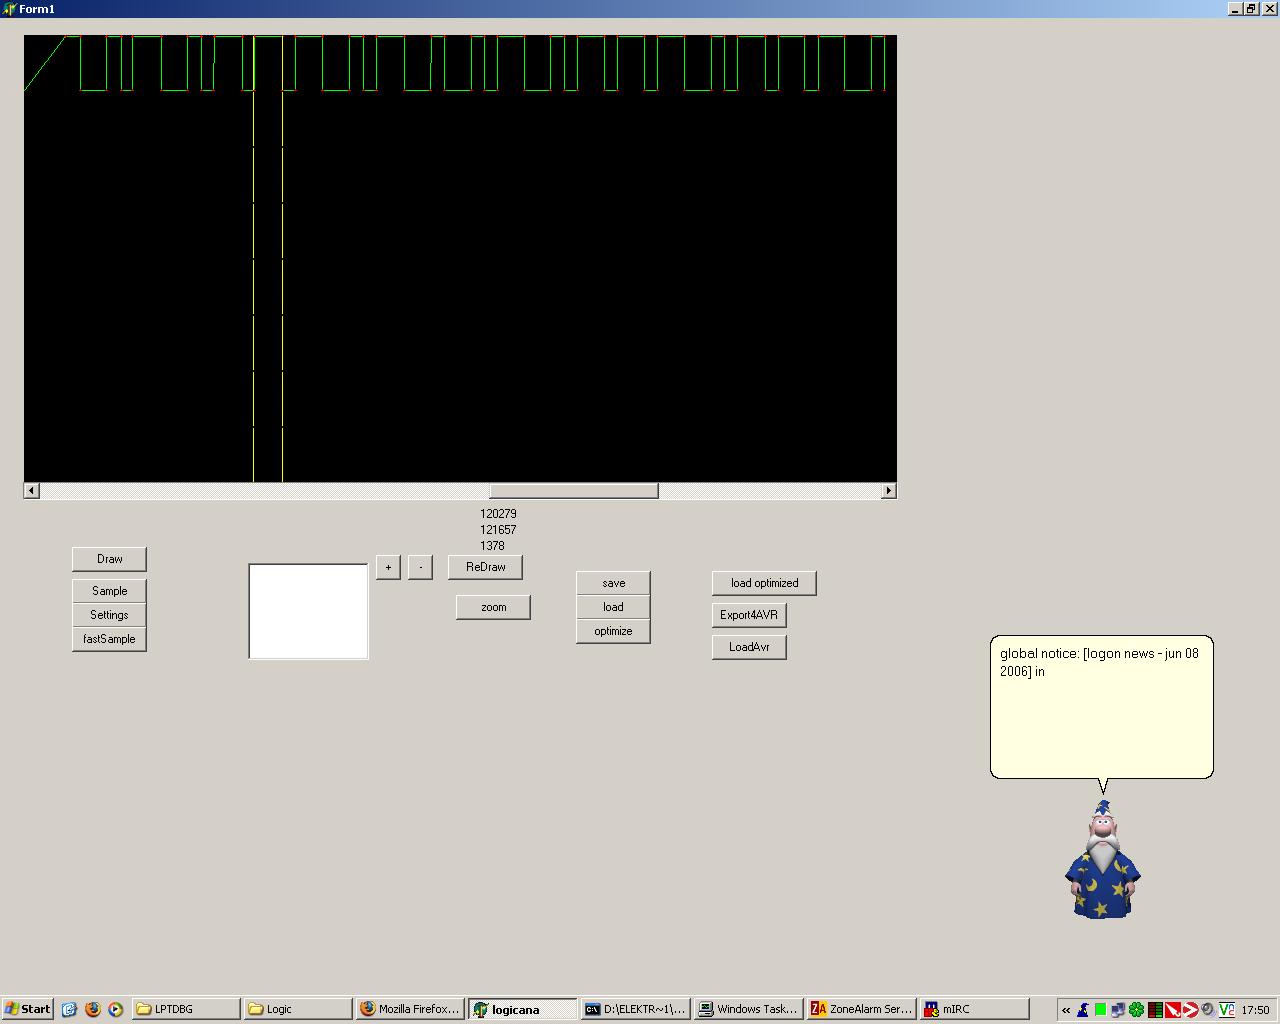 Form1
120279
121657
1378
Draw
+
-
ReDraw
Sample
save
load optimized
zoom
load
Settings
Export4AVR
optimize
fastSample
LoadAvr
global notice: [logon news - jun 08
2006] in
Start
LPTDBG
Logic
Mozilla Firefox...
logicana
D:\ELEKTR~1\...
Windows Task...
ZoneAlarm Ser...
mIRC
«
17:50